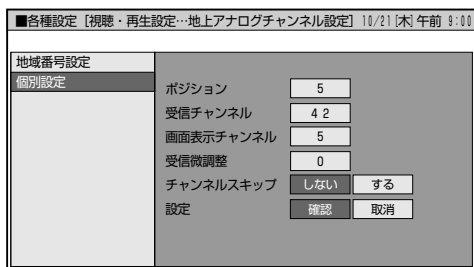 ■各種設定［視聴・再生設定…地上アナログチャンネル設定］ 10/21[木]午前 9:00
地域番号設定
個別設定
ポジション 5
受信チャンネル 4 2
画面表示チャンネル 5
受信微調整 0
チャンネルスキップ しない する
設定 確認 取消